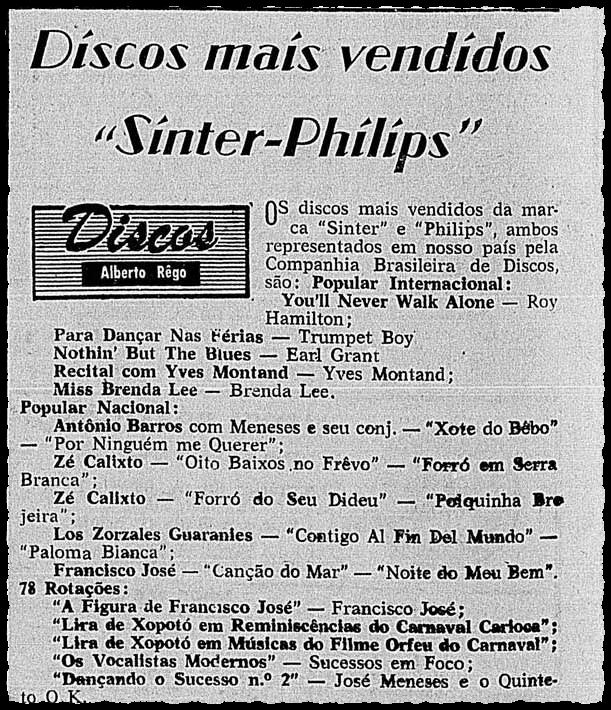 Discos mais vendidos
"Sinter-Philips"
Discos
Alberto Rêgo
OS discos mais vendidos da mar-
ca "Sinter" e "Philips", ambos
representados em nosso país pela
Companhia Brasileira de Discos,
são: Popular Internacional:
You'll Never Walk Alone — Roy
Hamilton;
Para Dançar Nas Férias — Trumpet Boy
Nothin' But The Blues — Earl Grant
Recital com Yves Montand — Yves Montand;
Miss Brenda Lee — Brenda Lee.
Popular Nacional:
Antônio Barros com Meneses e seu conj. — "Xote do Bêbo"
— "Por Ninguém me Querer";
Zé Calixto — "Oito Baixos no Frêvo" — "Forró em Serra
Branca";
Zé Calixto — "Forró do Seu Dideu" — "Polquinha Bre
jeira";
Los Zorzales Guaranies — "Contigo Al Fin Del Mundo" —
"Paloma Bianca";
Francisco José — "Canção do Mar" — "Noite do Meu Bem".
78 Rotações:
"A Figura de Francisco José" — Francisco José;
"Lira de Xopotó em Reminiscências do Carnaval Carioca";
"Lira de Xopotó em Músicas do Filme Orfeu do Carnaval";
"Os Vocalistas Modernos" — Sucessos em Foco;
"Dançando o Sucesso n.º 2" — José Meneses e o Quinte-
to O. K.